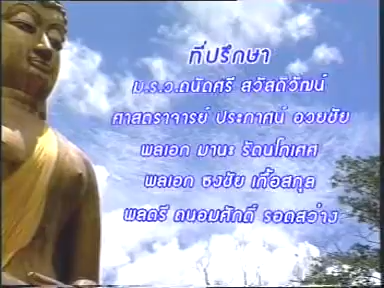 ที่ปรึกษา
ม.ร.ว.ถนัดศรี สวัสดิวัฒน์
ศาสตราจารย์ ประกาศน์ อวยชัย
พลเอก มานะ รัตนโกเศศ
พลเอก ธงชัย เกื้อสกุล
พลตรี ถนอมศักดิ์ รอดสว่าง